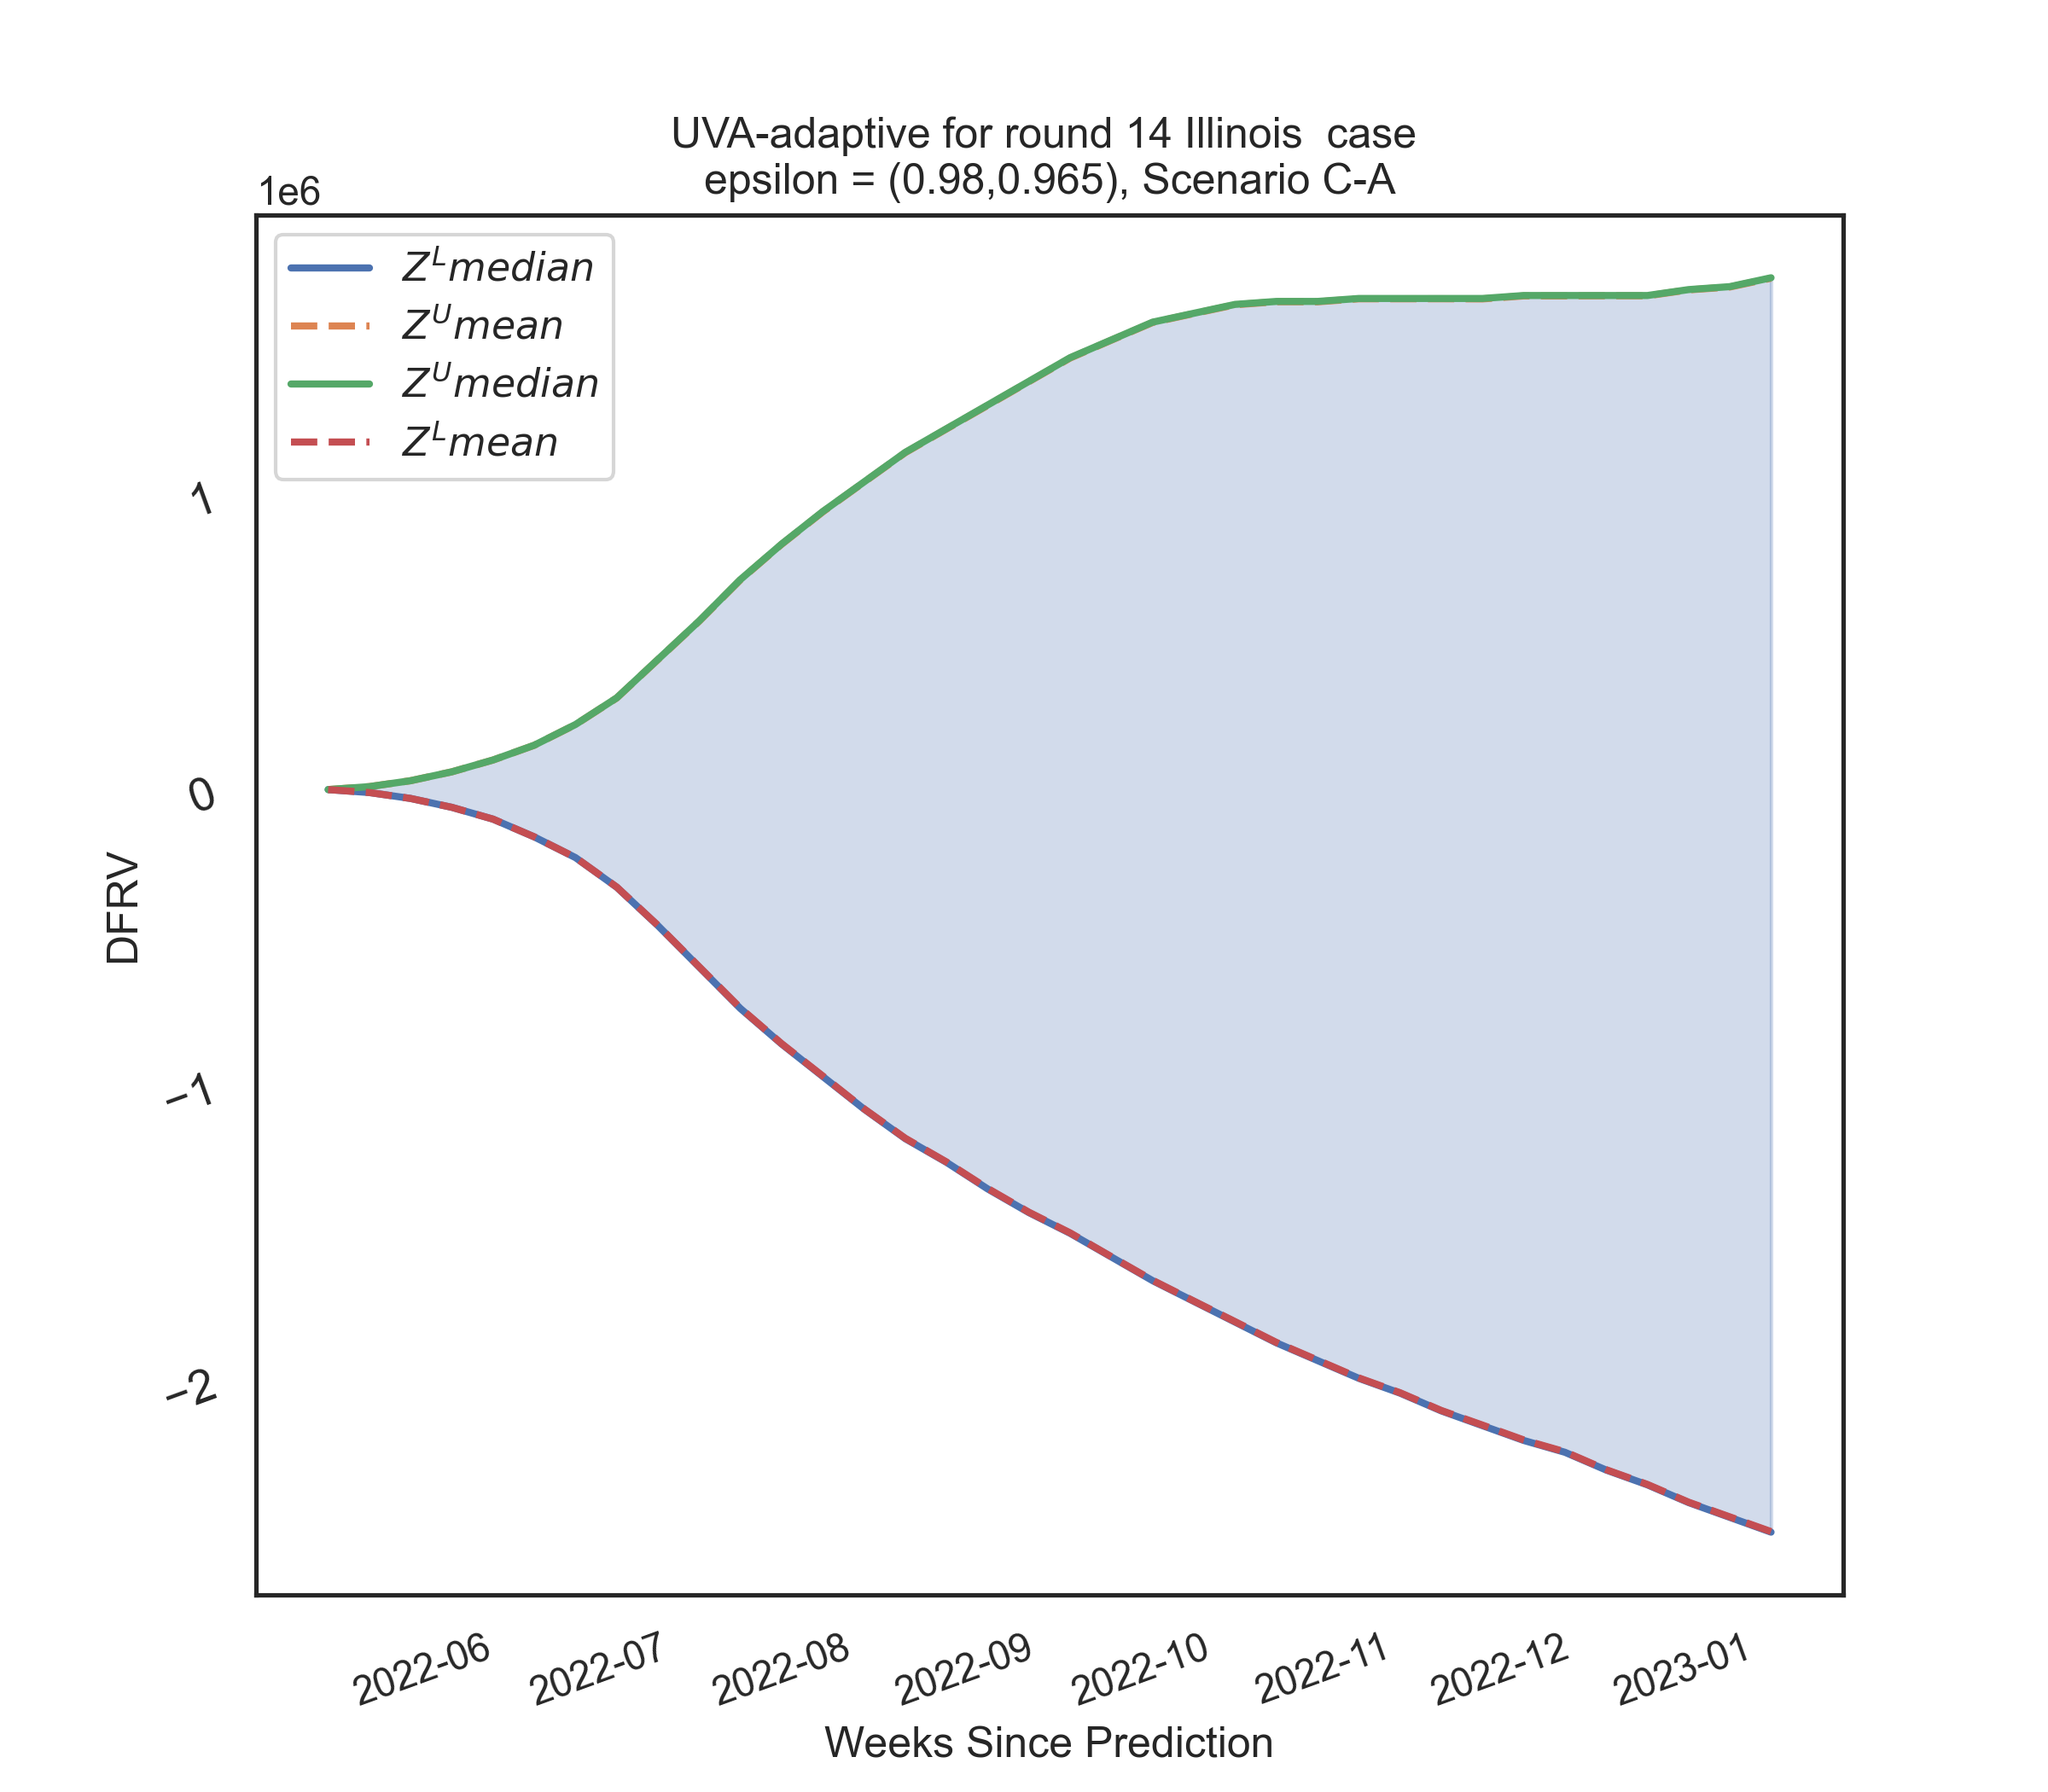 UVA-adaptive for round 14 Illinois  case
epsilon = (0.98,0.965), Scenario C-A
1e6
Z^L median
Z^U mean
Z^U median
Z^L mean
1
0
−1
−2
DFRV
2022-06
2022-07
2022-08
2022-09
2022-10
2022-11
2022-12
2023-01
Weeks Since Prediction